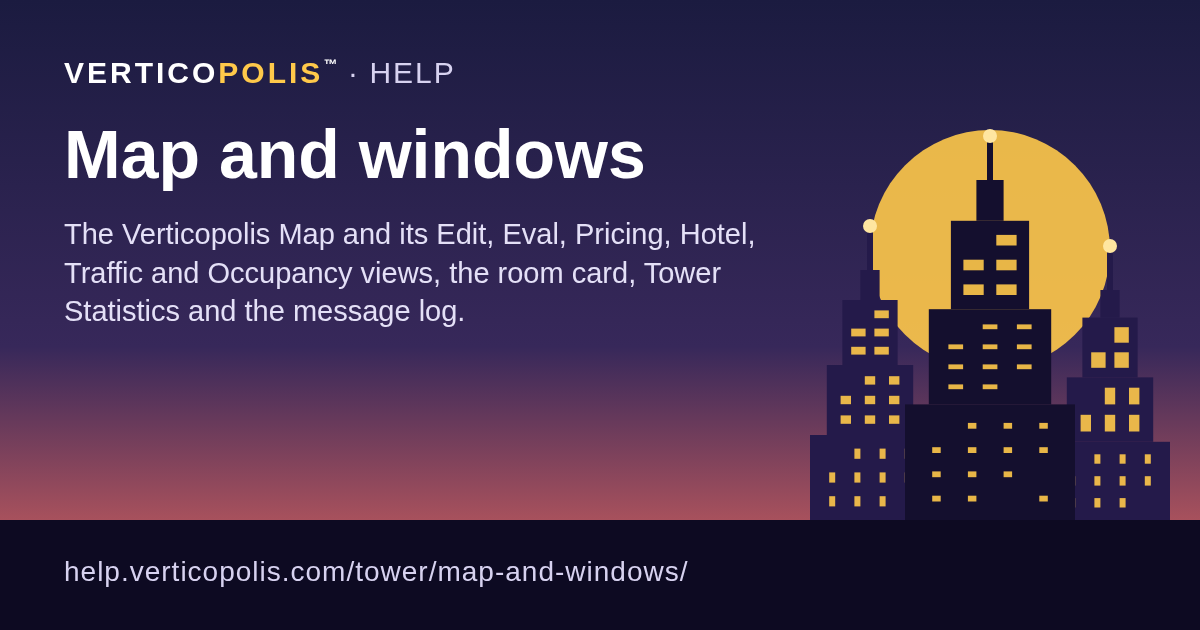 VERTICOPOLIS™ · HELP
Map and windows
The Verticopolis Map and its Edit, Eval, Pricing, Hotel,
Traffic and Occupancy views, the room card, Tower
Statistics and the message log.
help.verticopolis.com/tower/map-and-windows/